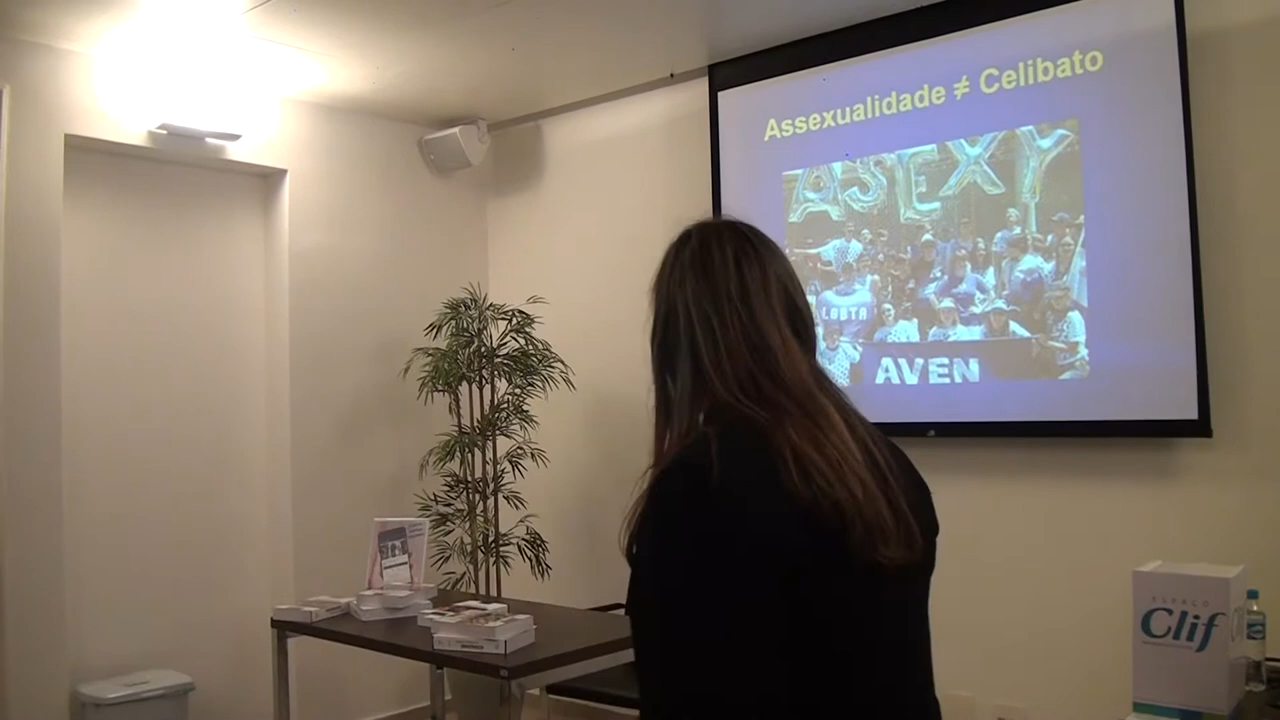 Assexualidade ≠ Celibato
ASEXY
LGBTA
AVEN
ESPAÇO
Clif